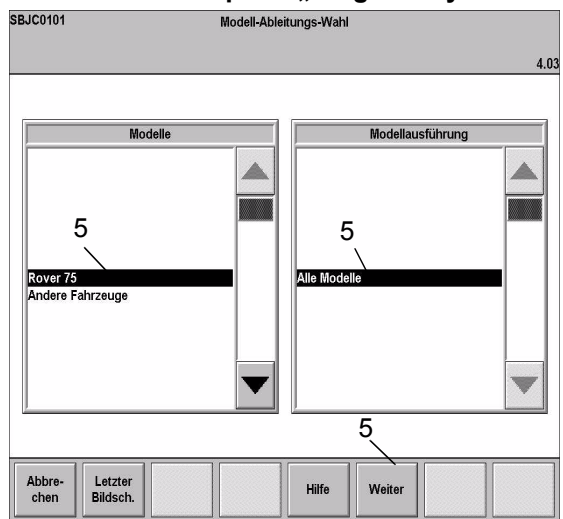 SBJC0101
Modell-Ableitungs-Wahl
4.03
Modelle
Modellausführung
5
5
Rover 75
Andere Fahrzeuge
Alle Modelle
5
Abbre-
chen
Letzter
Bildsch.
Hilfe
Weiter